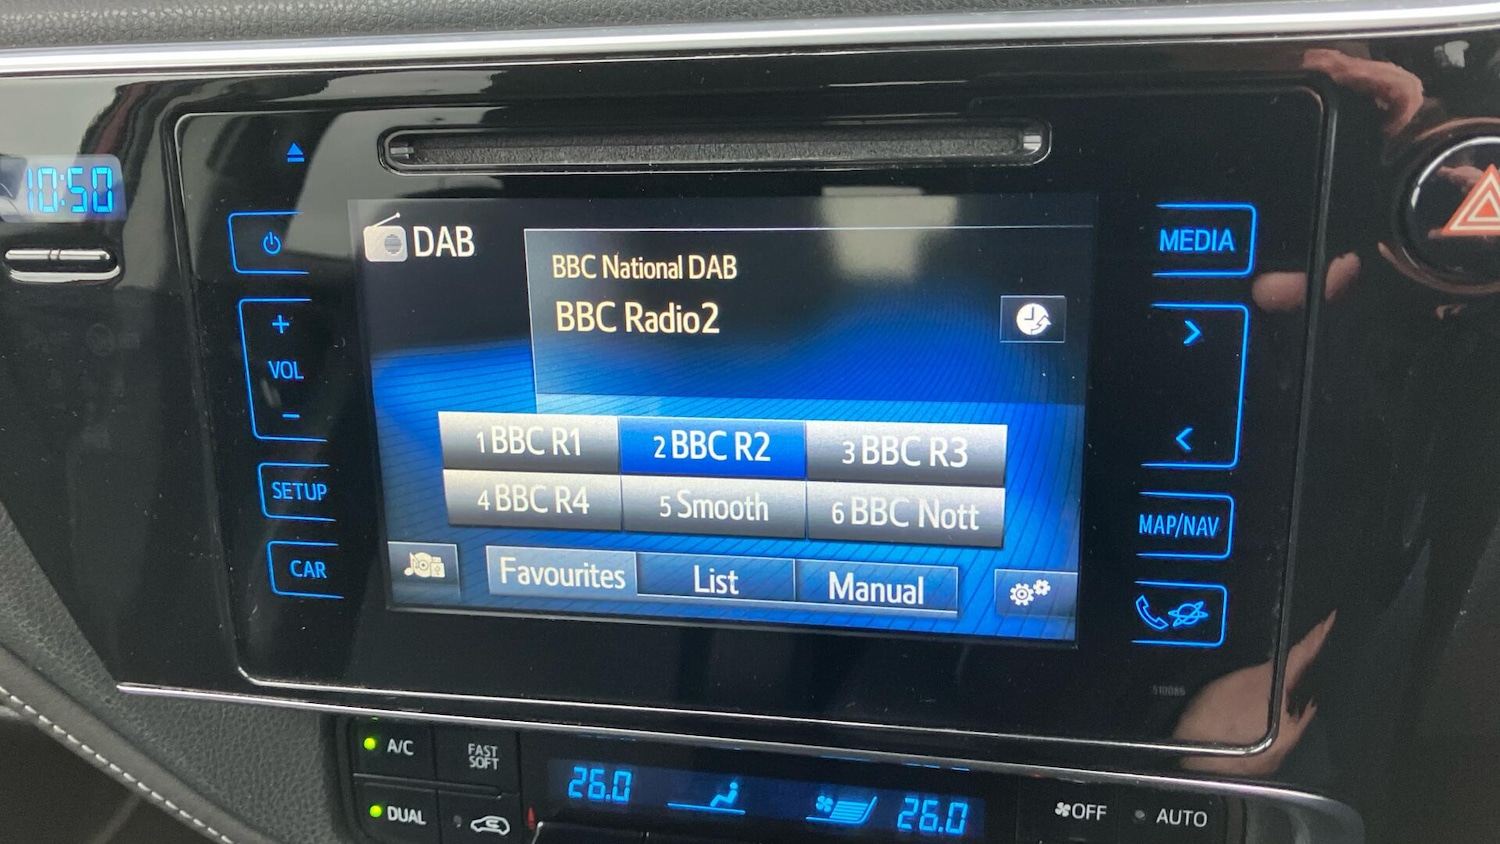 10:50
DAB
BBC National DAB
BBC Radio2
1 BBC R1
2 BBC R2
3 BBC R3
4 BBC R4
5 Smooth
6 BBC Nott
Favourites
List
Manual
+
VOL
−
SETUP
CAR
MEDIA
>
<
MAP/NAV
510086
A/C
FAST
SOFT
DUAL
26.0
26.0
OFF
AUTO